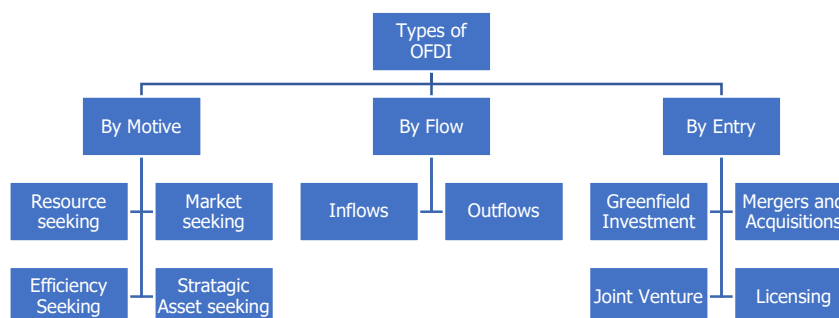 Types of
OFDI
By Motive
By Flow
By Entry
Resource
seeking
Market
seeking
Inflows
Outflows
Greenfield
Investment
Mergers and
Acquisitions
Efficiency
Seeking
Stratagic
Asset seeking
Joint Venture
Licensing